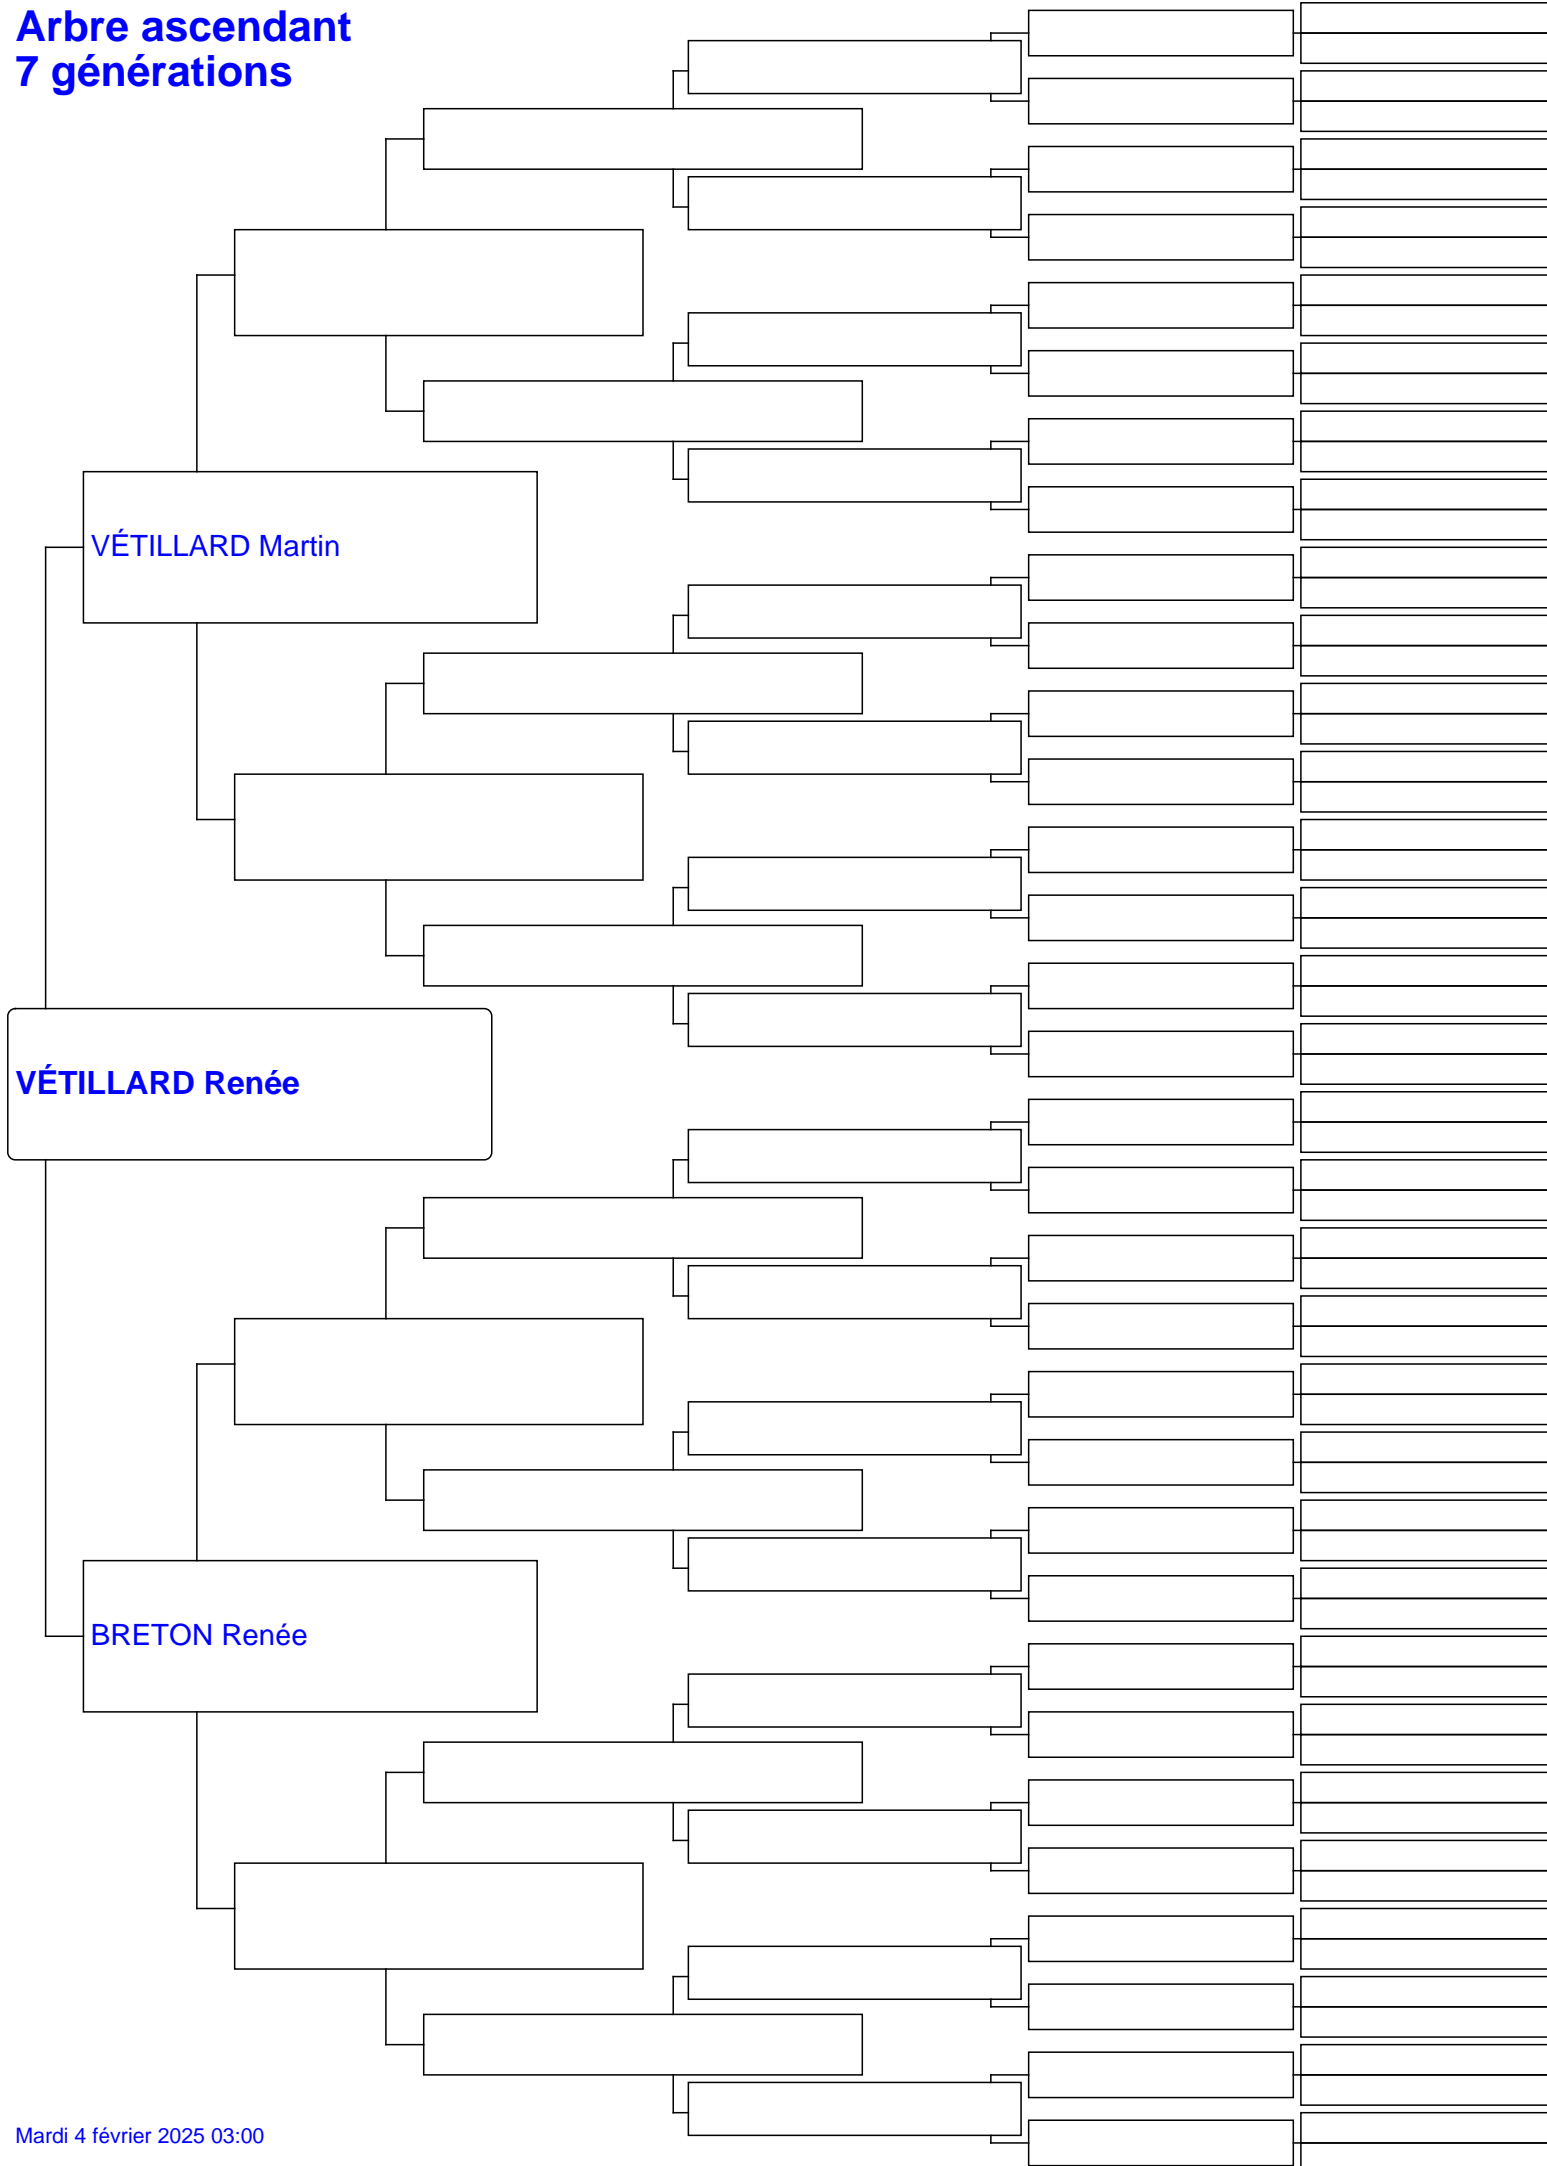 Arbre ascendant
7 générations
VÉTILLARD Martin
VÉTILLARD Renée
BRETON Renée
Mardi 4 février 2025 03:00